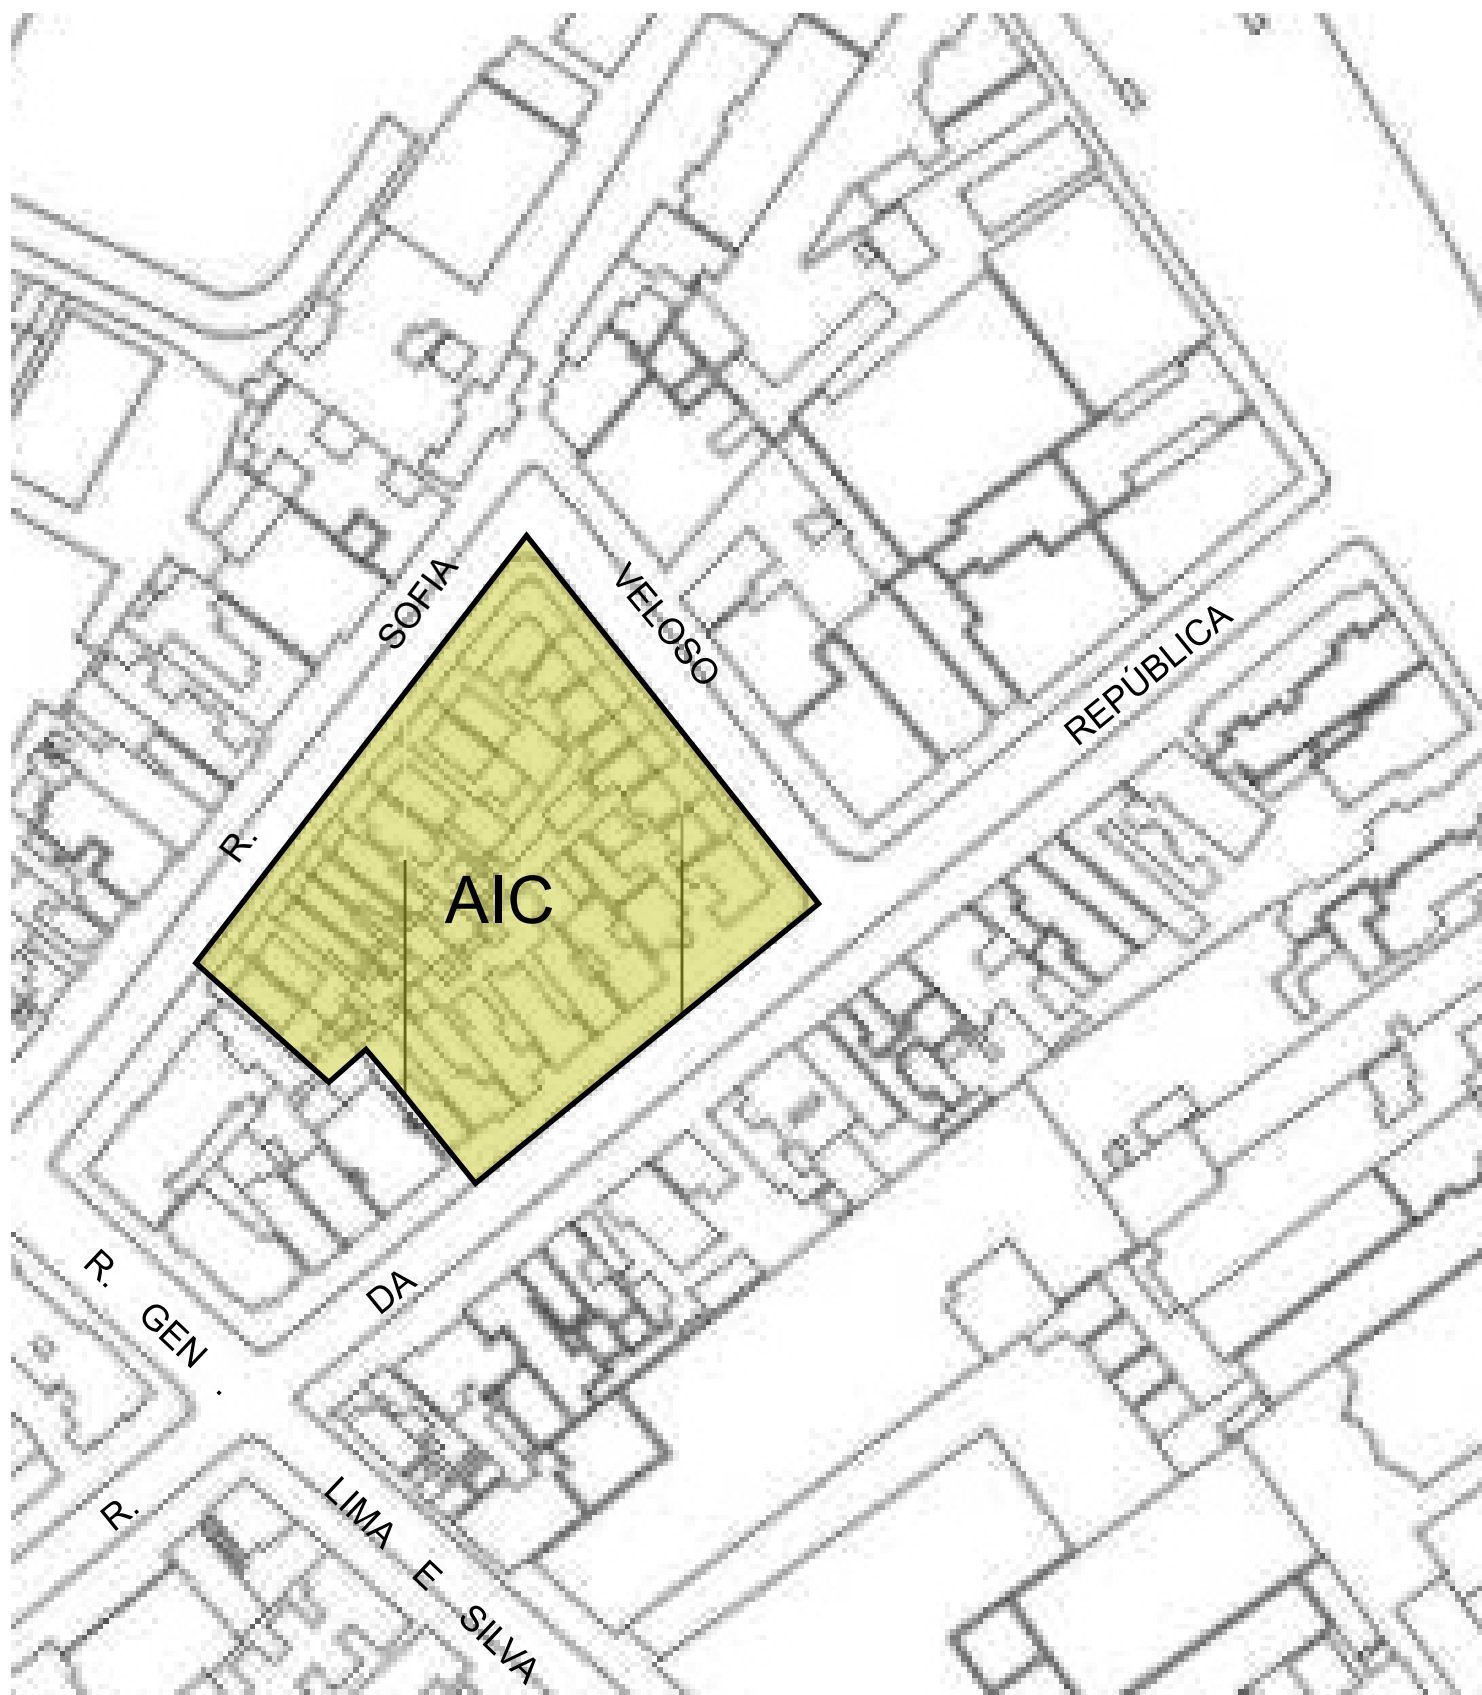 R. SOFIA VELOSO
AIC
R. DA REPÚBLICA
R. GEN. LIMA E SILVA